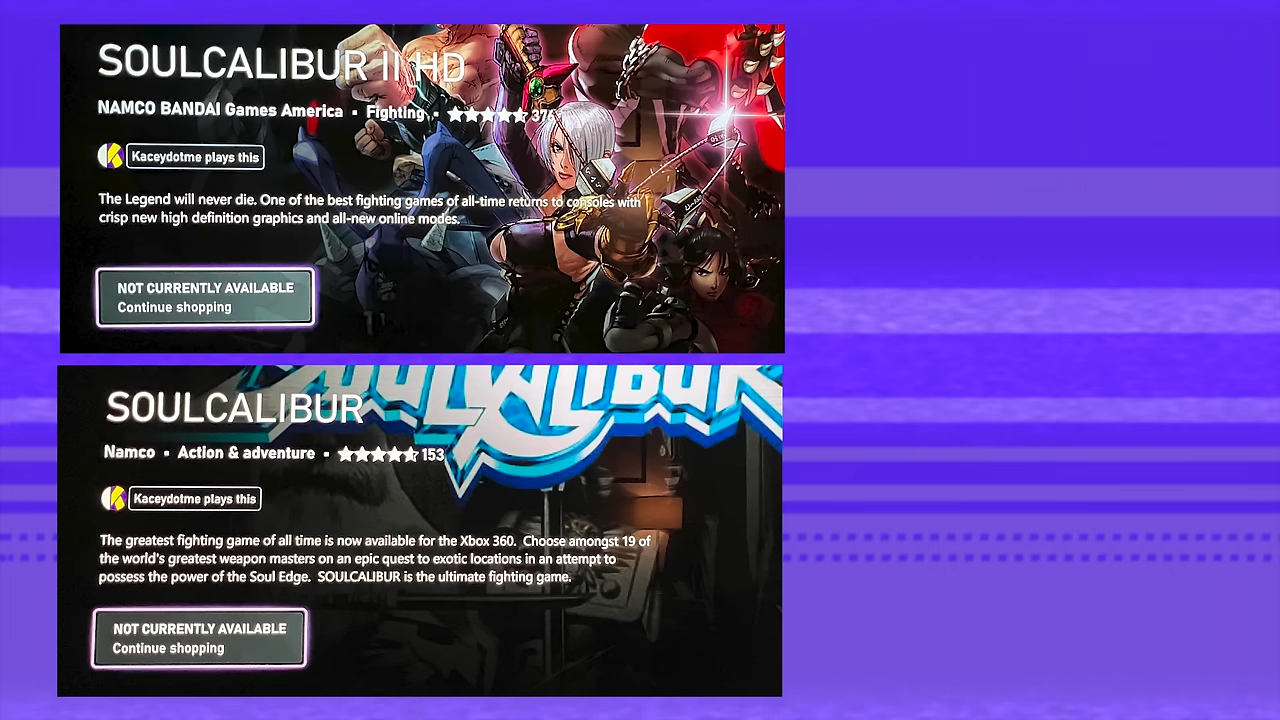 SOULCALIBUR II HD
NAMCO BANDAI Games America ▪ Fighting ▪ ★★★★★ 376
Kaceydotme plays this
The Legend will never die. One of the best fighting games of all-time returns to consoles with
crisp new high definition graphics and all-new online modes.
NOT CURRENTLY AVAILABLE
Continue shopping
SOULCALIBUR
SOULCALIBUR
Namco ▪ Action & adventure ▪ ★★★★★ 153
Kaceydotme plays this
The greatest fighting game of all time is now available for the Xbox 360.  Choose amongst 19 of
the world's greatest weapon masters on an epic quest to exotic locations in an attempt to
possess the power of the Soul Edge.  SOULCALIBUR is the ultimate fighting game.
NOT CURRENTLY AVAILABLE
Continue shopping